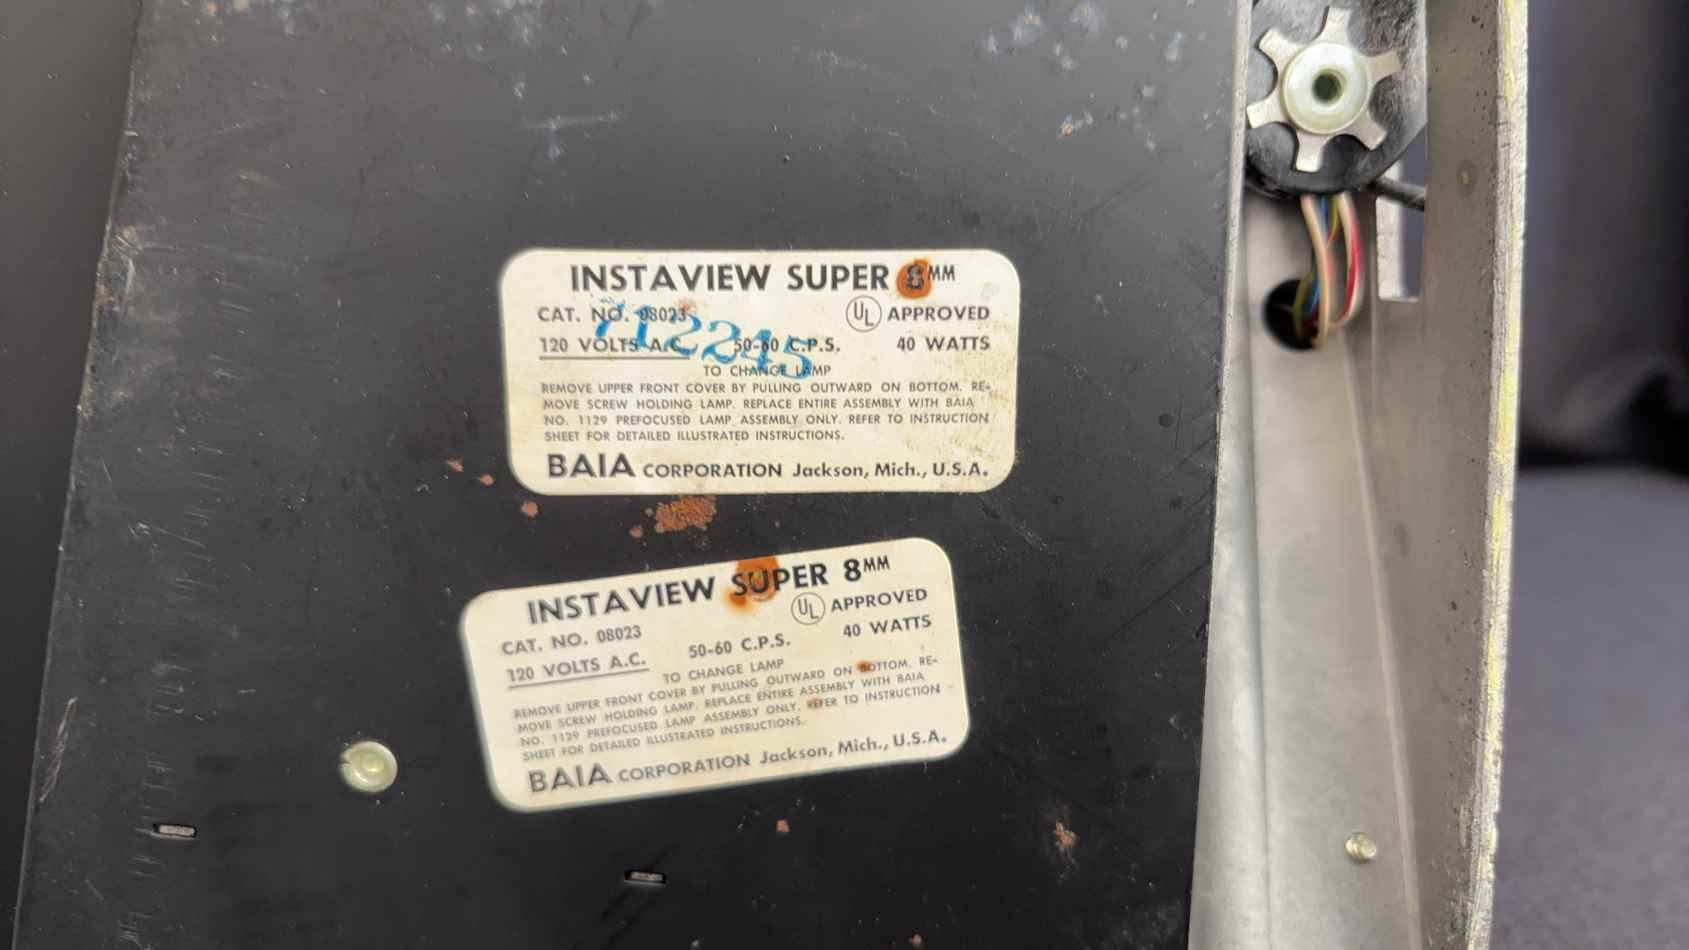 INSTAVIEW SUPER 8MM
CAT. NO. 08023 UL APPROVED
712245
120 VOLTS A.C. 50-60 C.P.S. 40 WATTS
TO CHANGE LAMP
REMOVE UPPER FRONT COVER BY PULLING OUTWARD ON BOTTOM. RE-
MOVE SCREW HOLDING LAMP. REPLACE ENTIRE ASSEMBLY WITH BAIA
NO. 1129 PREFOCUSED LAMP ASSEMBLY ONLY. REFER TO INSTRUCTION
SHEET FOR DETAILED ILLUSTRATED INSTRUCTIONS.
BAIA CORPORATION Jackson, Mich., U.S.A.
INSTAVIEW SUPER 8MM
CAT. NO. 08023 UL APPROVED
120 VOLTS A.C. 50-60 C.P.S. 40 WATTS
TO CHANGE LAMP
REMOVE UPPER FRONT COVER BY PULLING OUTWARD ON BOTTOM. RE-
MOVE SCREW HOLDING LAMP. REPLACE ENTIRE ASSEMBLY WITH BAIA
NO. 1129 PREFOCUSED LAMP ASSEMBLY ONLY. REFER TO INSTRUCTION
SHEET FOR DETAILED ILLUSTRATED INSTRUCTIONS.
BAIA CORPORATION Jackson, Mich., U.S.A.